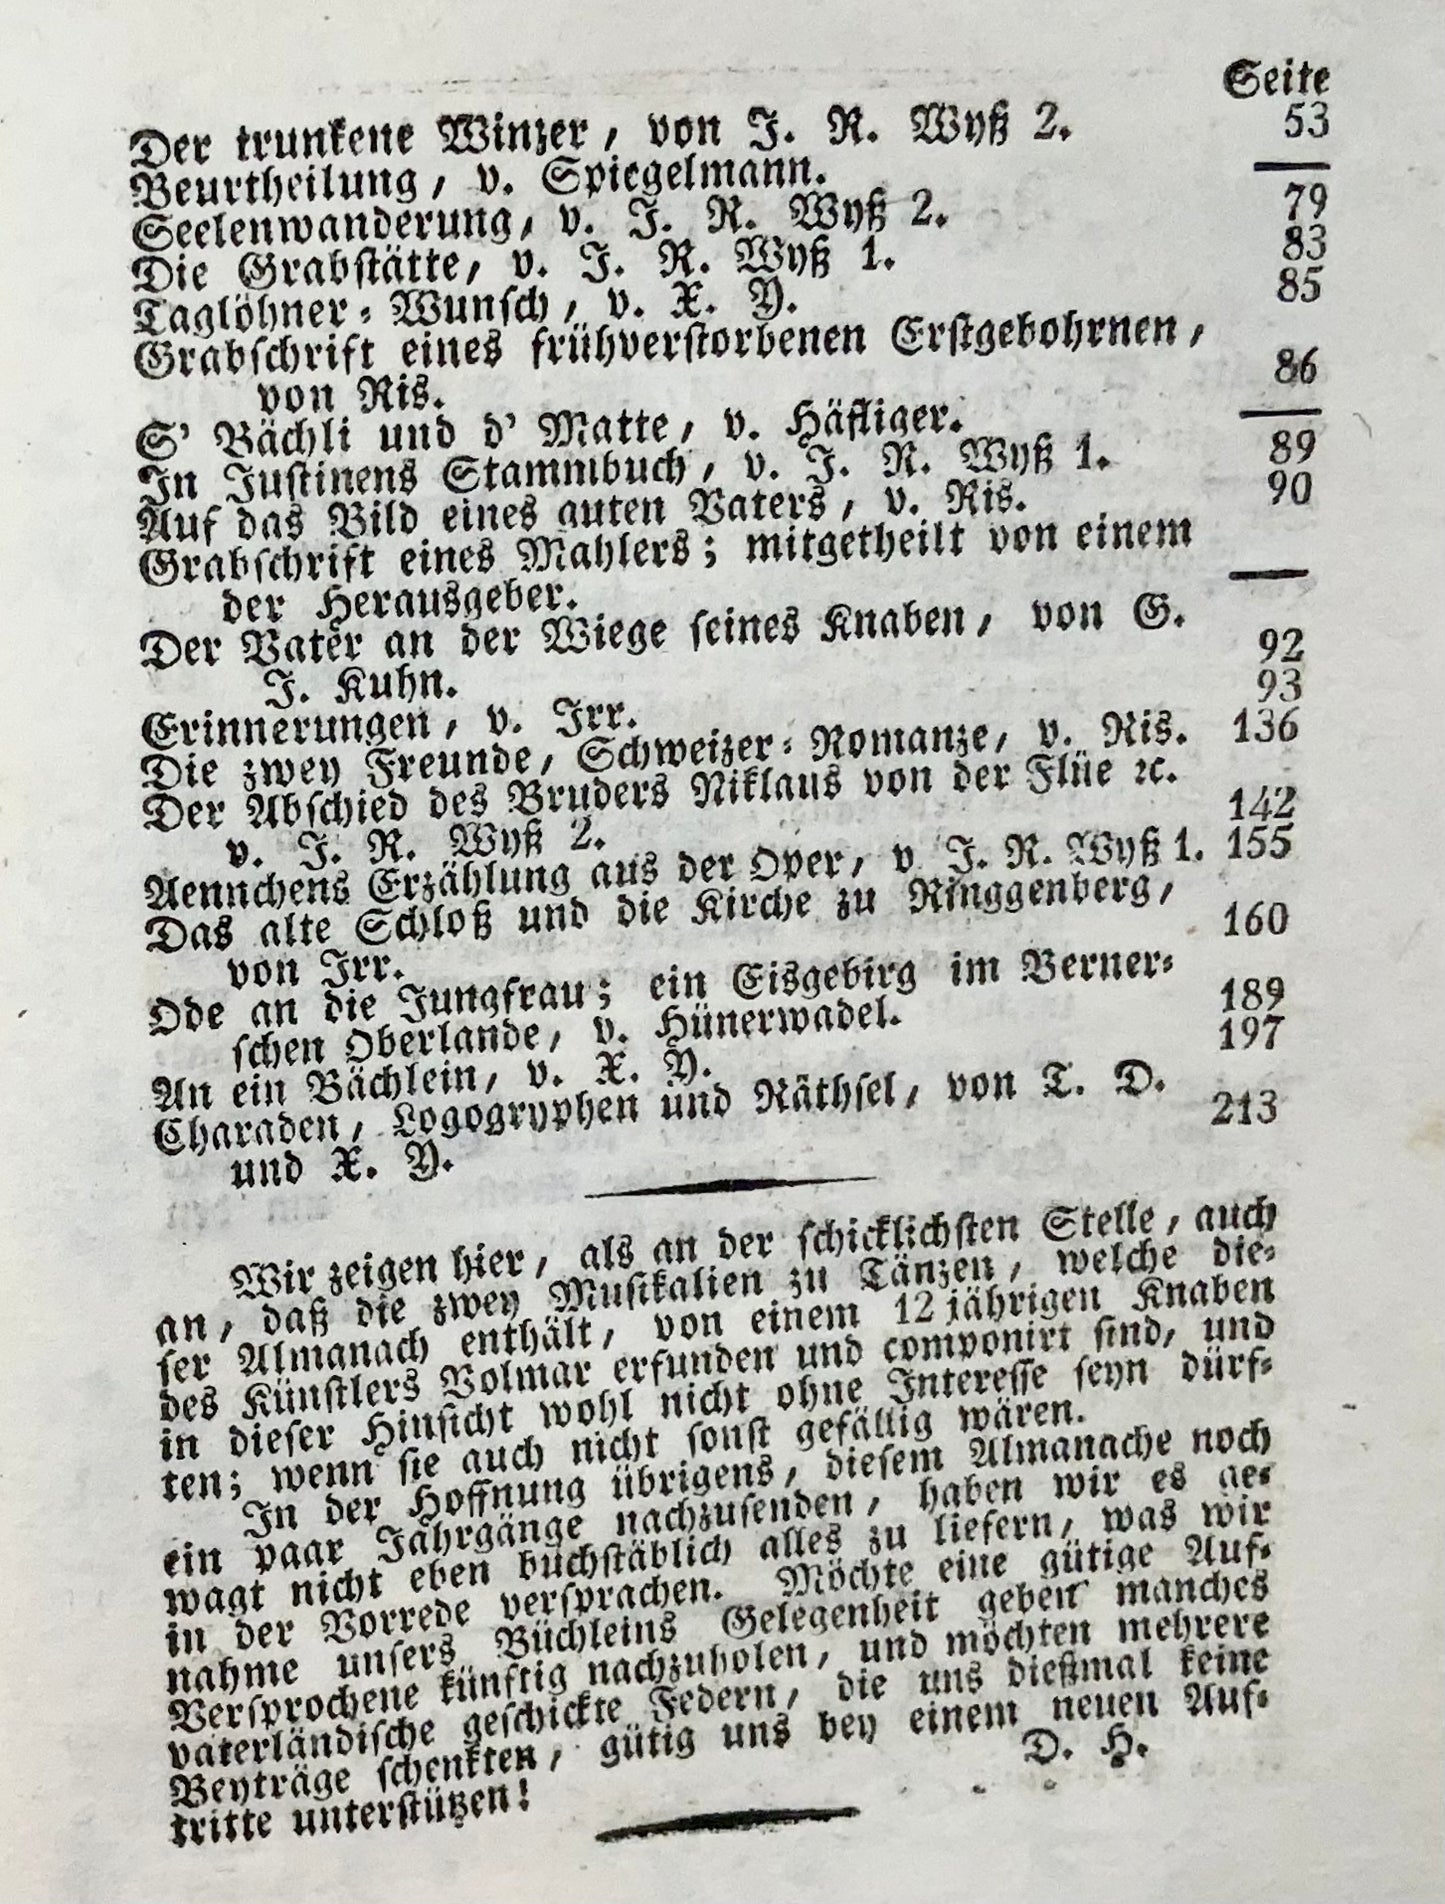 Seite
Der trunkene Winzer, von J. R. Wyß 2. 53
Beurtheilung, v. Spiegelmann. —
Seelenwanderung, v. J. R. Wyß 2. 79
Die Grabstätte, v. J. R. Wyß 1. 83
Taglöhner-Wunsch, v. X. Y. 85
Grabschrift eines frühverstorbenen Erstgebohrnen,
von Ris. 86
S' Bächli und d' Matte, v. Häfliger. —
In Justinens Stammbuch, v. J. R. Wyß 1. 89
Auf das Bild eines guten Vaters, v. Ris. 90
Grabschrift eines Mahlers; mitgetheilt von einem
der Herausgeber. —
Der Vater an der Wiege seines Knaben, von G.
J. Kuhn. 92
Erinnerungen, v. Irr. 93
Die zwey Freunde, Schweizer-Romanze, v. Ris. 136
Der Abschied des Bruders Niklaus von der Flüe ꝛc.
v. J. R. Wyß 2. 142
Aennchens Erzählung aus der Oper, v J. R. Wyß 1. 155
Das alte Schloß und die Kirche zu Ringgenberg,
von Irr. 160
Ode an die Jungfrau; ein Eisgebirg im Berner-
schen Oberlande, v. Hünerwadel. 189
An ein Bächlein, v. X. Y. 197
Charaden, Logogryphen und Räthsel, von T. D.
und X. Y. 213
Wir zeigen hier, als an der schicklichsten Stelle, auch
an, daß die zwey Musikalien zu Tänzen, welche die-
ser Almanach enthält, von einem 12jährigen Knaben
des Künstlers Volmar erfunden und componirt sind, und
in dieser Hinsicht wohl nicht ohne Interesse seyn dürf-
ten; wenn sie auch nicht sonst gefällig wären.
In der Hoffnung übrigens, diesem Almanache noch
ein paar Jahrgänge nachzusenden, haben wir es ge-
wagt nicht eben buchstäblich alles zu liefern, was wir
in der Vorrede versprachen. Möchte eine gütige Auf-
nahme unsers Büchleins Gelegenheit geben manches
Versprochene künftig nachzuholen, und möchten mehrere
vaterländische geschickte Federn, die uns dießmal keine
Beyträge schenkten, gütig uns bey einem neuen Auf-
tritte unterstützen! D. H.